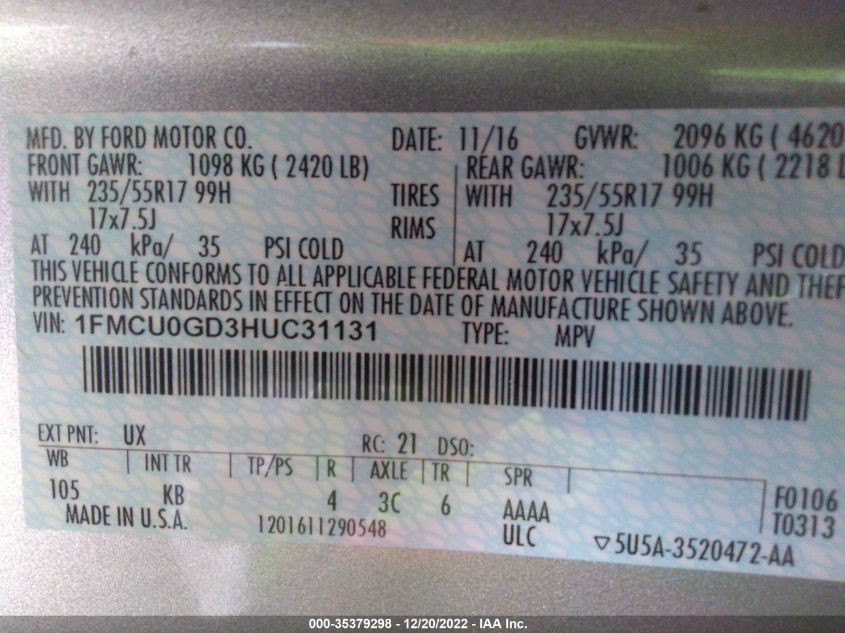 MFD. BY FORD MOTOR CO. DATE: 11/16 GVWR: 2096 KG ( 4620
FRONT GAWR: 1098 KG ( 2420 LB) REAR GAWR: 1006 KG ( 2218 L
WITH 235/55R17 99H TIRES WITH 235/55R17 99H
17x7.5J RIMS 17x7.5J
AT 240 kPa/ 35 PSI COLD AT 240 kPa/ 35 PSI COLD
THIS VEHICLE CONFORMS TO ALL APPLICABLE FEDERAL MOTOR VEHICLE SAFETY AND THEF
PREVENTION STANDARDS IN EFFECT ON THE DATE OF MANUFACTURE SHOWN ABOVE.
VIN: 1FMCU0GD3HUC31131 TYPE: MPV
EXT PNT: UX RC: 21 DSO:
WB INT TR TP/PS R AXLE TR SPR
105 KB 4 3C 6 AAAA F0106
MADE IN U.S.A. 1201611290548 ULC T0313
▽5U5A-3520472-AA
000-35379298 - 12/20/2022 - IAA Inc.